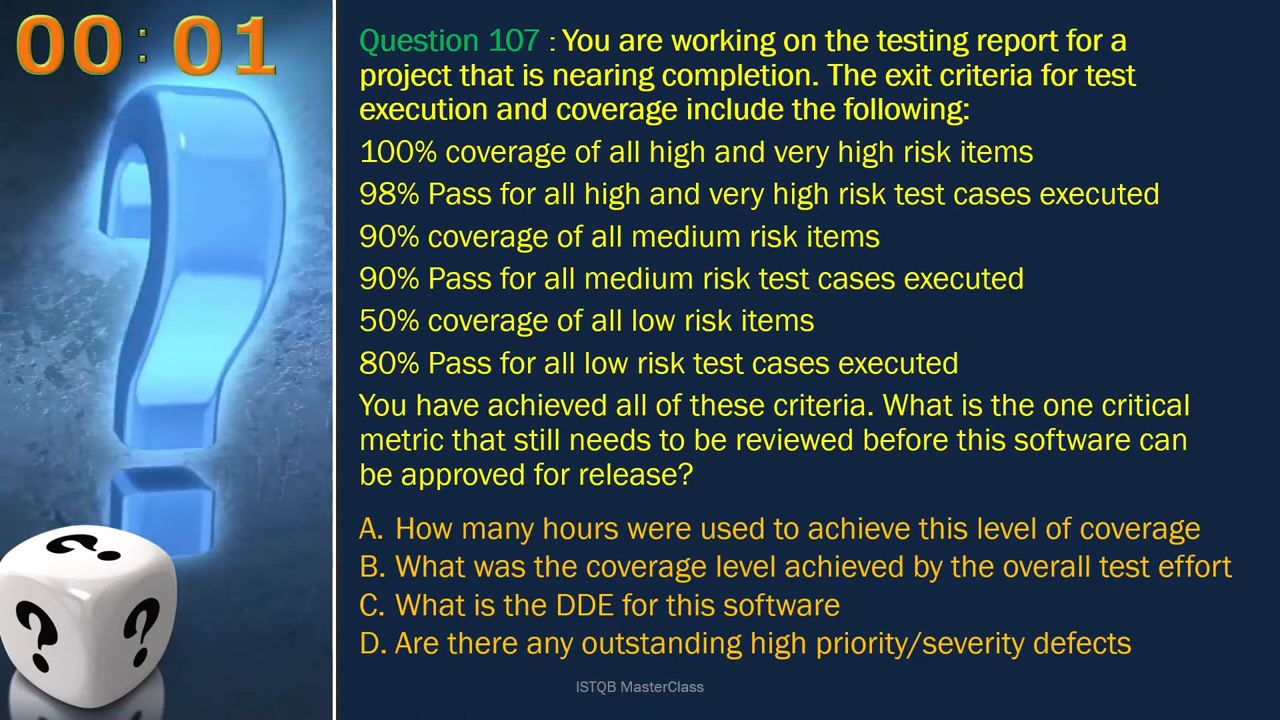 00:01
Question 107 : You are working on the testing report for a
project that is nearing completion. The exit criteria for test
execution and coverage include the following:
100% coverage of all high and very high risk items
98% Pass for all high and very high risk test cases executed
90% coverage of all medium risk items
90% Pass for all medium risk test cases executed
50% coverage of all low risk items
80% Pass for all low risk test cases executed
You have achieved all of these criteria. What is the one critical
metric that still needs to be reviewed before this software can
be approved for release?
A. How many hours were used to achieve this level of coverage
B. What was the coverage level achieved by the overall test effort
C. What is the DDE for this software
D. Are there any outstanding high priority/severity defects
ISTQB MasterClass